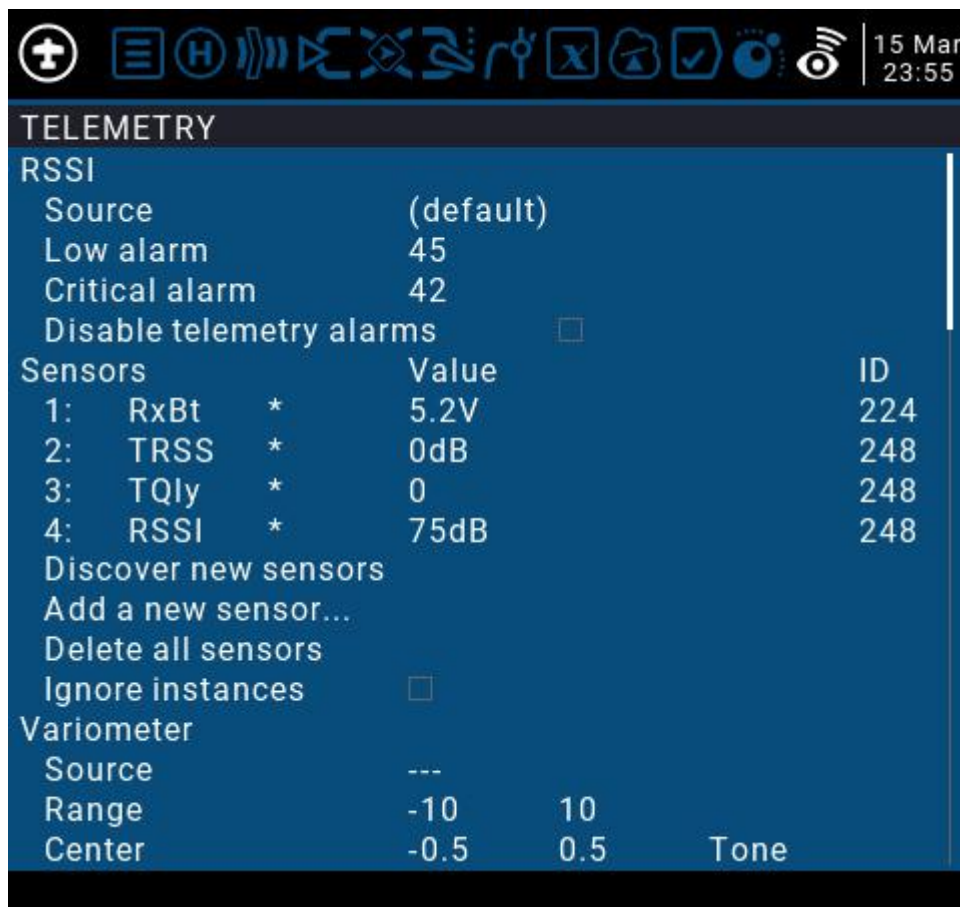 15 Mar
23:55
TELEMETRY
RSSI
Source (default)
Low alarm 45
Critical alarm 42
Disable telemetry alarms
Sensors Value ID
1: RxBt * 5.2V 224
2: TRSS * 0dB 248
3: TQly * 0 248
4: RSSI * 75dB 248
Discover new sensors
Add a new sensor...
Delete all sensors
Ignore instances
Variometer
Source ---
Range -10 10
Center -0.5 0.5 Tone